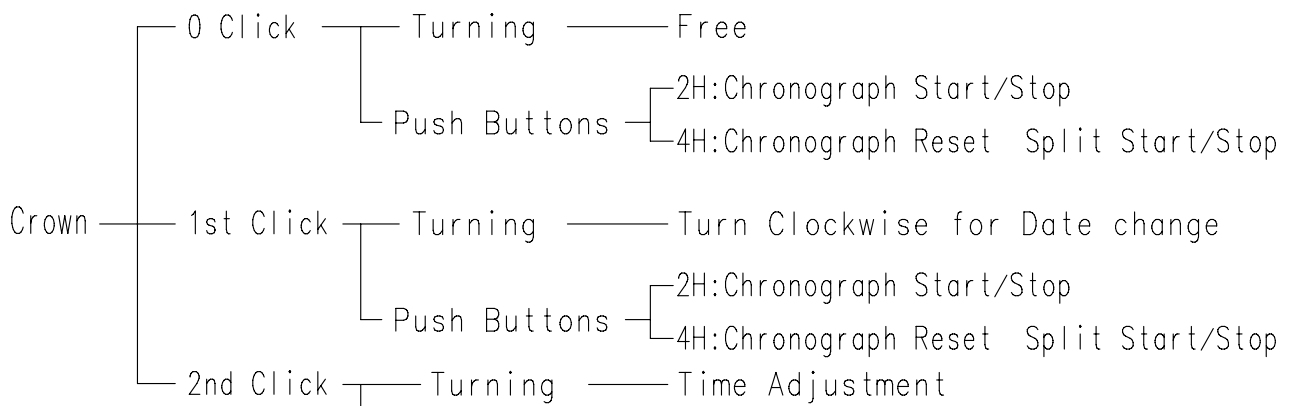 0 Click Turning Free
2H:Chronograph Start/Stop
Push Buttons
4H:Chronograph Reset Split Start/Stop
Crown 1st Click Turning Turn Clockwise for Date change
2H:Chronograph Start/Stop
Push Buttons
4H:Chronograph Reset Split Start/Stop
2nd Click Turning Time Adjustment